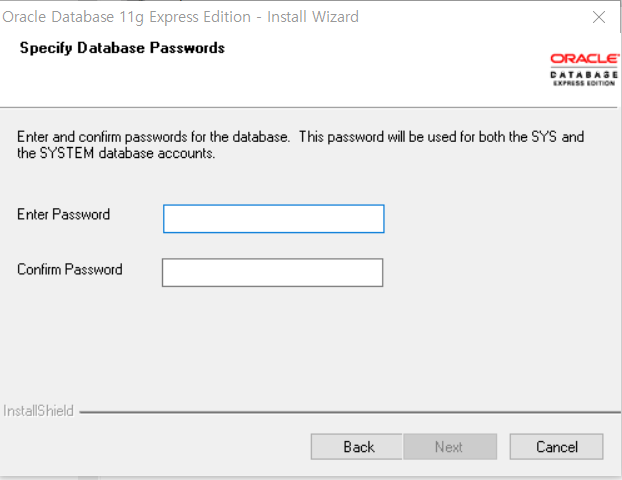 Oracle Database 11g Express Edition - Install Wizard
Specify Database Passwords
ORACLE
DATABASE
EXPRESS EDITION
Enter and confirm passwords for the database.  This password will be used for both the SYS and
the SYSTEM database accounts.
Enter Password
Confirm Password
InstallShield
Back
Next
Cancel